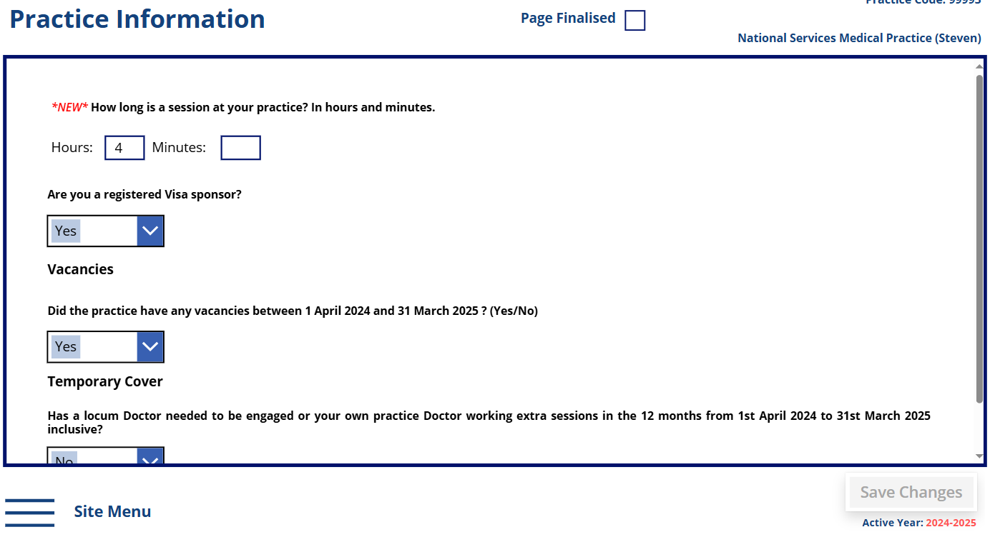 Practice Code: 99993
Practice Information
Page Finalised
National Services Medical Practice (Steven)
*NEW* How long is a session at your practice? In hours and minutes.
Hours: 4 Minutes:
Are you a registered Visa sponsor?
Yes
Vacancies
Did the practice have any vacancies between 1 April 2024 and 31 March 2025 ? (Yes/No)
Yes
Temporary Cover
Has a locum Doctor needed to be engaged or your own practice Doctor working extra sessions in the 12 months from 1st April 2024 to 31st March 2025
inclusive?
No
Save Changes
Site Menu
Active Year: 2024-2025